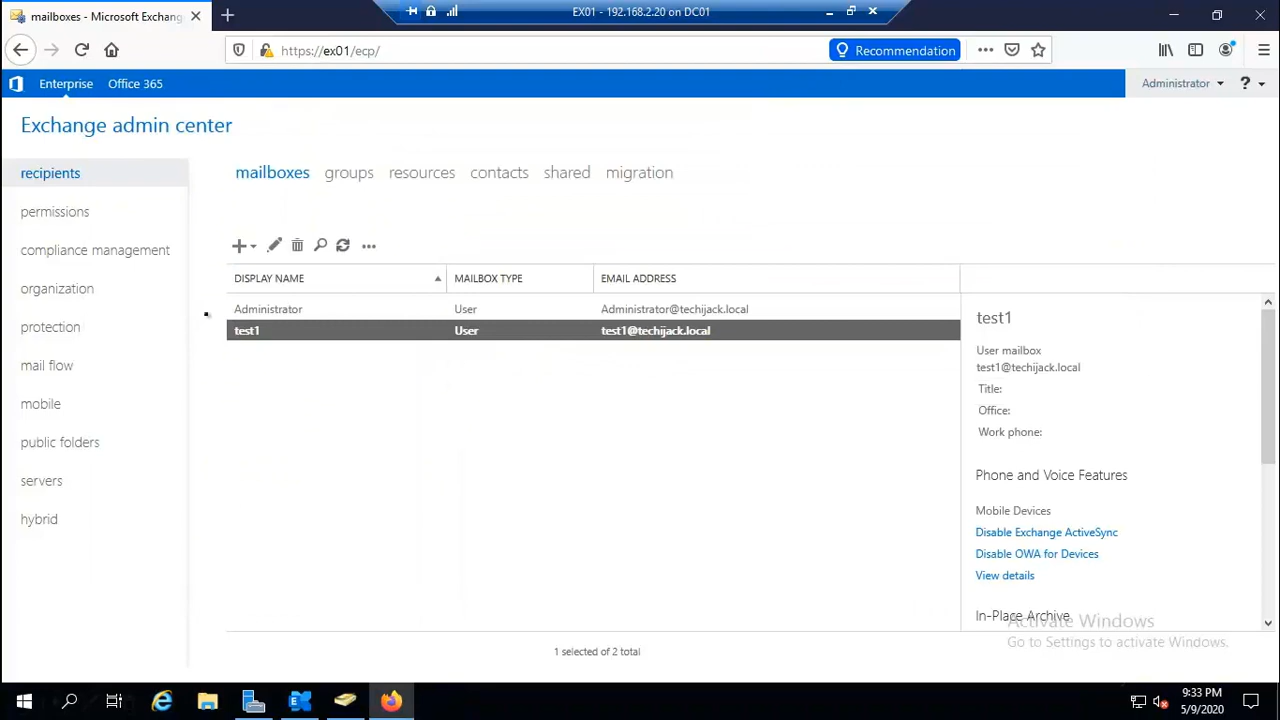 mailboxes - Microsoft Exchang
EX01 - 192.168.2.20 on DC01
https://ex01/ecp/
Recommendation
Enterprise Office 365
Administrator
?
Exchange admin center
recipients
permissions
compliance management
organization
protection
mail flow
mobile
public folders
servers
hybrid
mailboxes groups resources contacts shared migration
DISPLAY NAME MAILBOX TYPE EMAIL ADDRESS
Administrator User Administrator@techijack.local
test1 User test1@techijack.local
test1
User mailbox
test1@techijack.local
Title:
Office:
Work phone:
Phone and Voice Features
Mobile Devices
Disable Exchange ActiveSync
Disable OWA for Devices
View details
In-Place Archive
Activate Windows
Go to Settings to activate Windows.
1 selected of 2 total
9:33 PM
5/9/2020